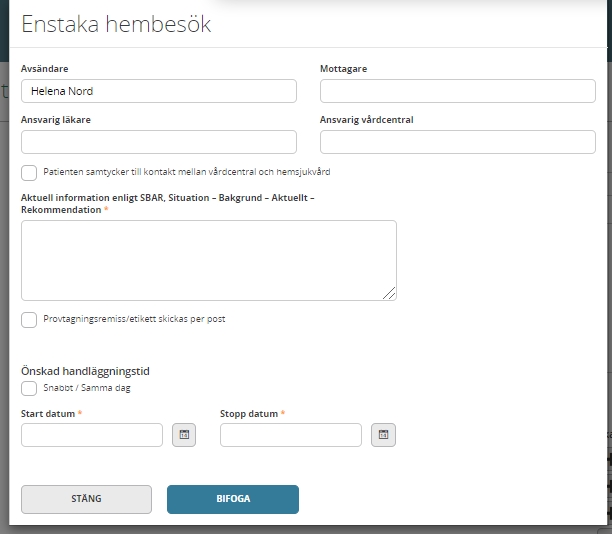 Enstaka hembesök
Avsändare
Mottagare
Helena Nord
Ansvarig läkare
Ansvarig vårdcentral
Patienten samtycker till kontakt mellan vårdcentral och hemsjukvård
Aktuell information enligt SBAR, Situation – Bakgrund – Aktuellt –
Rekommendation *
Provtagningsremiss/etikett skickas per post
Önskad handläggningstid
Snabbt / Samma dag
Start datum *
Stopp datum *
STÄNG
BIFOGA